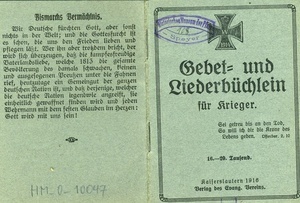 Bismarcks Vermächtnis.
Wir Deutsche fürchten Gott, aber sonst
nichts in der Welt; und die Gottesfurcht ist
es schon, die uns den Frieden lieben und
pflegen läßt. Wer ihn aber trotzdem bricht, der
wird sich überzeugen, daß die kampfesfreudige
Vaterlandsliebe, welche 1813 die gesamte
Bevölkerung des damals schwachen, kleinen
und ausgesogenen Preußen unter die Fahnen
rief, heutzutage ein Gemeingut der ganzen
deutschen Nation ist, und daß derjenige, welcher
die deutsche Nation irgendwie angreift, sie
einheitlich gewaffnet finden wird und jeden
Wehrmann mit dem festen Glauben im Herzen:
Gott wird mit uns sein!
HM-0-10047
Speyer
Gebet- und
Liederbüchlein
für Krieger.
Sei getreu bis an den Tod,
So will ich dir die Krone des
Lebens geben. Offenbar. 2, 10
16.–20. Tausend.
Kaiserslautern 1916
Verlag des Evang. Vereins.